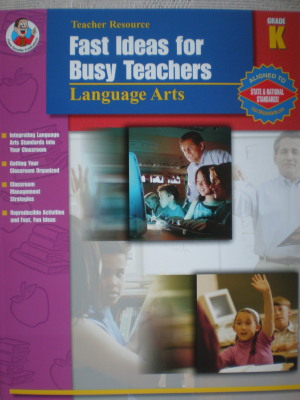 Teacher Resource
GRADE
K
Fast Ideas for
Busy Teachers
Language Arts
ALIGNED TO
STATE & NATIONAL
STANDARDS!
Integrating Language
Arts Standards into
Your Classroom
Getting Your
Classroom Organized
Classroom
Management
Strategies
Reproducible Activities
and Fast, Fun Ideas